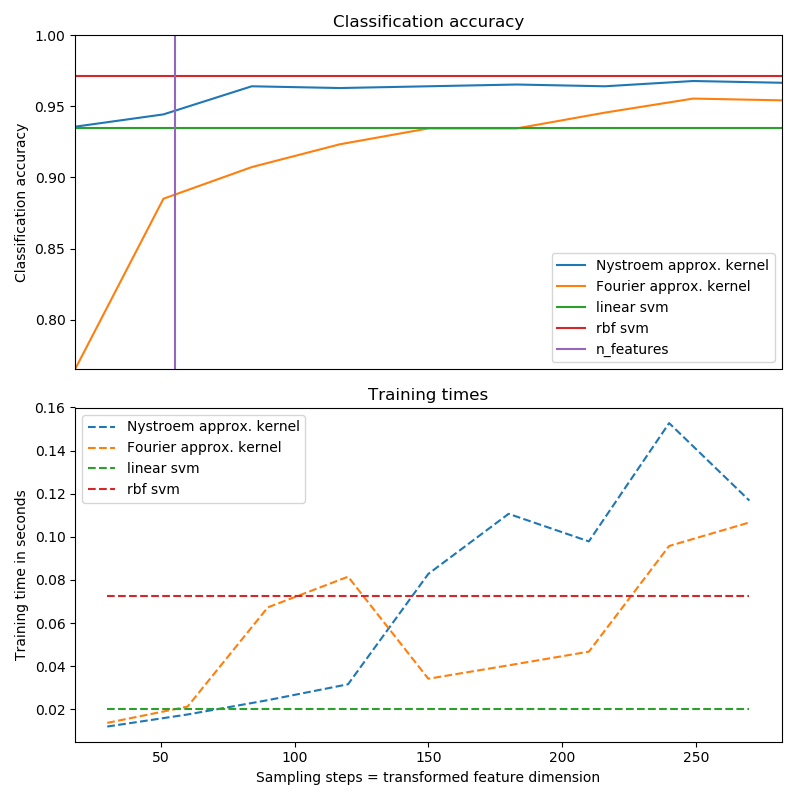 Classification accuracy
1.00
0.95
0.90
0.85
0.80
Classification accuracy
Nystroem approx. kernel
Fourier approx. kernel
linear svm
rbf svm
n_features
Training times
0.16
0.14
0.12
0.10
0.08
0.06
0.04
0.02
Training time in seconds
Nystroem approx. kernel
Fourier approx. kernel
linear svm
rbf svm
50
100
150
200
250
Sampling steps = transformed feature dimension